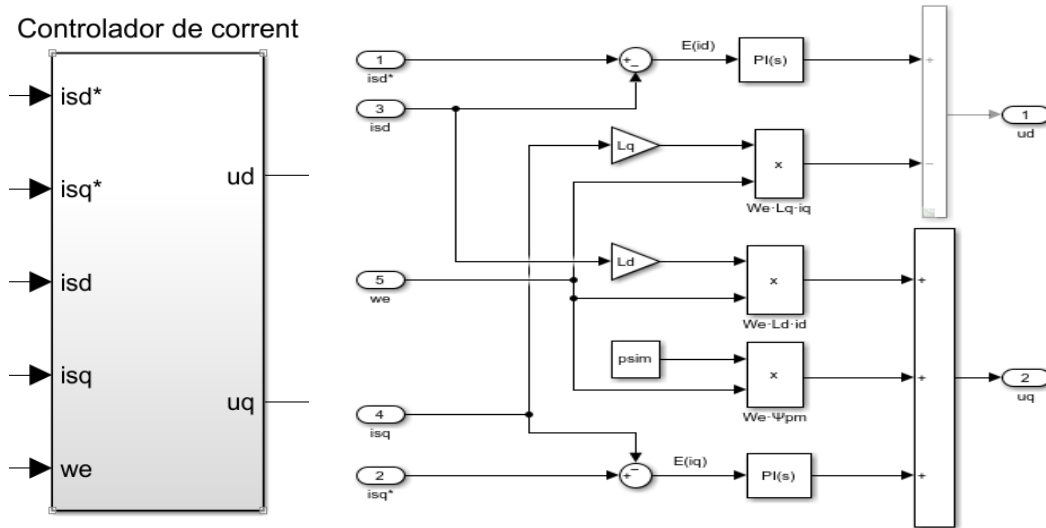 Controlador de corrent
isd*
isq*
isd
isq
we
ud
uq
1
isd*
3
isd
5
we
4
isq
2
isq*
+
−
E(id)
PI(s)
Lq
x
We·Lq·iq
Ld
x
We·Ld·id
psim
x
We·Ψpm
+
−
E(iq)
PI(s)
+
−
1
ud
+
+
+
2
uq